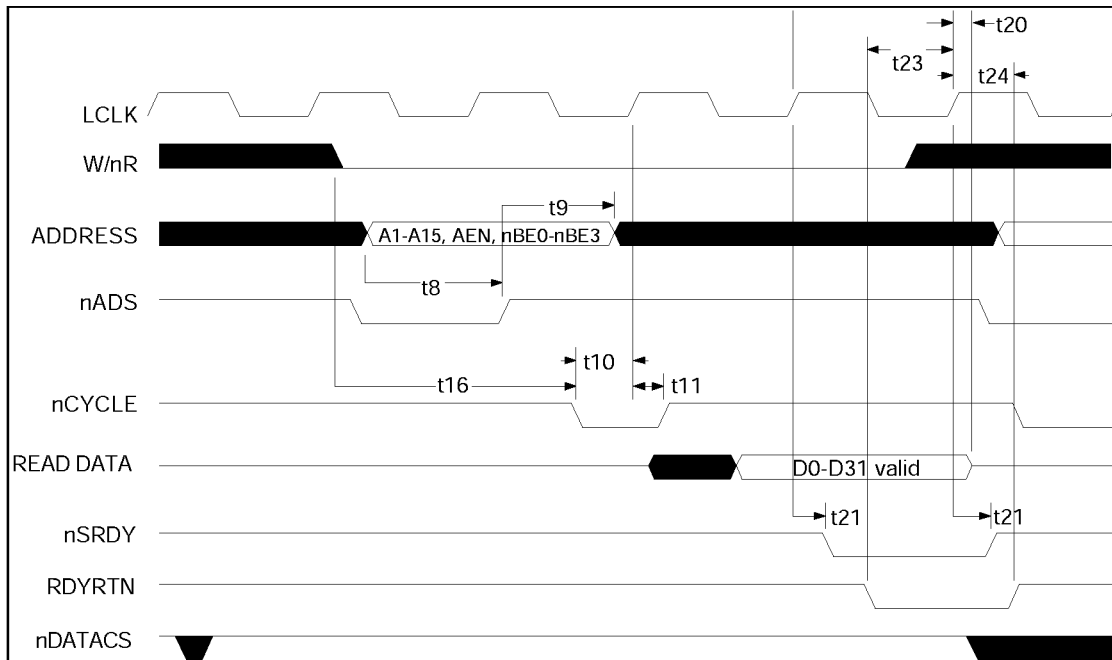 t20
t23
t24
LCLK
W/nR
t9
ADDRESS A1-A15, AEN, nBE0-nBE3
t8
nADS
t10
t16 t11
nCYCLE
READ DATA D0-D31 valid
t21 t21
nSRDY
RDYRTN
nDATACS